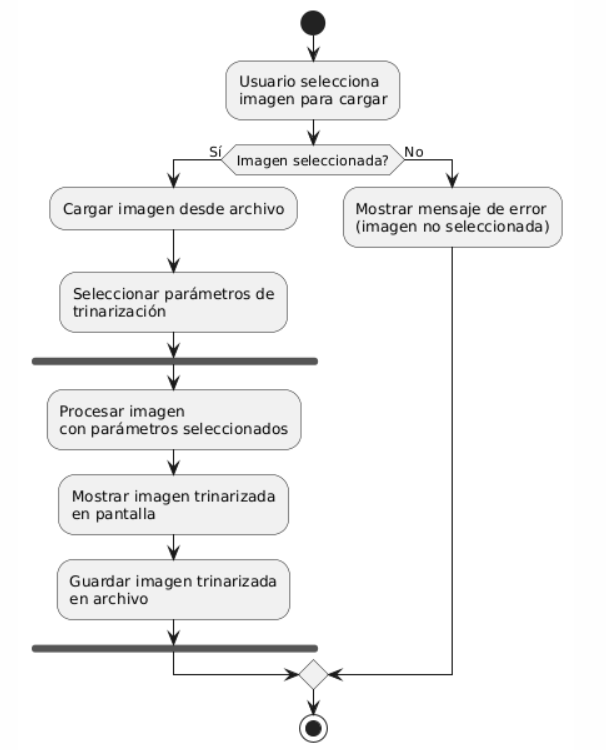 Usuario selecciona
imagen para cargar
Sí
Imagen seleccionada?
No
Cargar imagen desde archivo
Mostrar mensaje de error
(imagen no seleccionada)
Seleccionar parámetros de
trinarización
Procesar imagen
con parámetros seleccionados
Mostrar imagen trinarizada
en pantalla
Guardar imagen trinarizada
en archivo